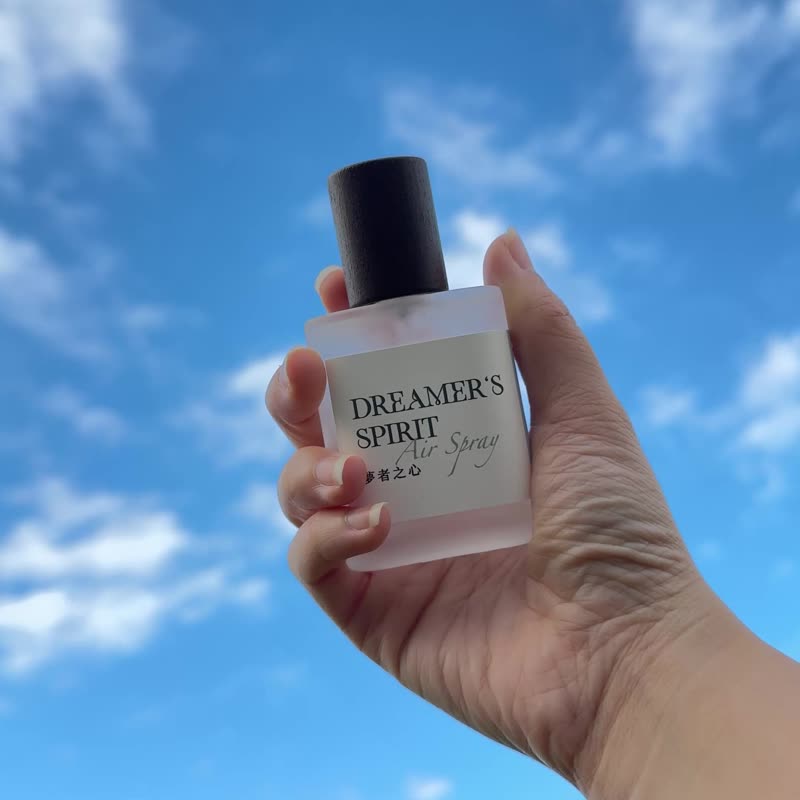 DREAMER‘S
SPIRIT
Air Spray
夢者之心